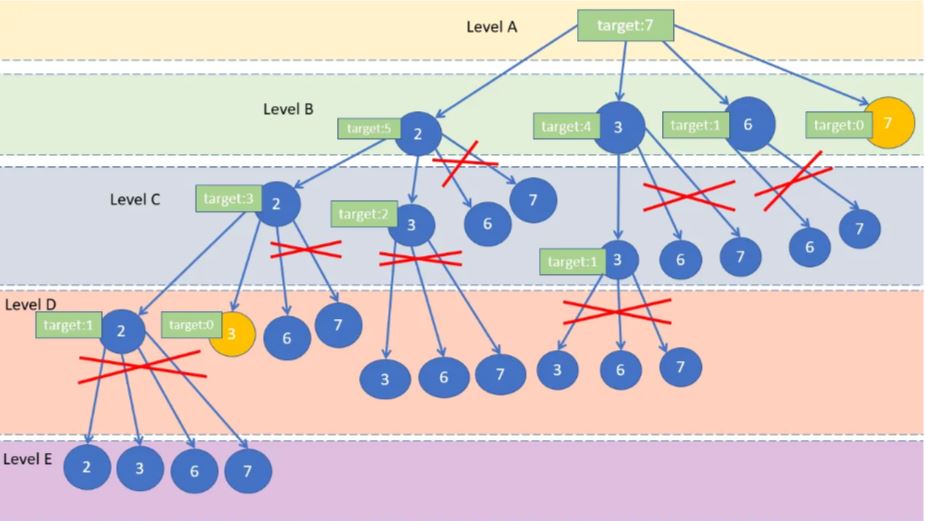 Level A
target:7
Level B
target:5 2
target:4 3
target:1 6
target:0 7
Level C
target:3 2
target:2 3
6
7
target:1 3
6
7
6
7
Level D
target:1 2
target:0 3
6
7
3
6
7
3
6
7
Level E
2
3
6
7